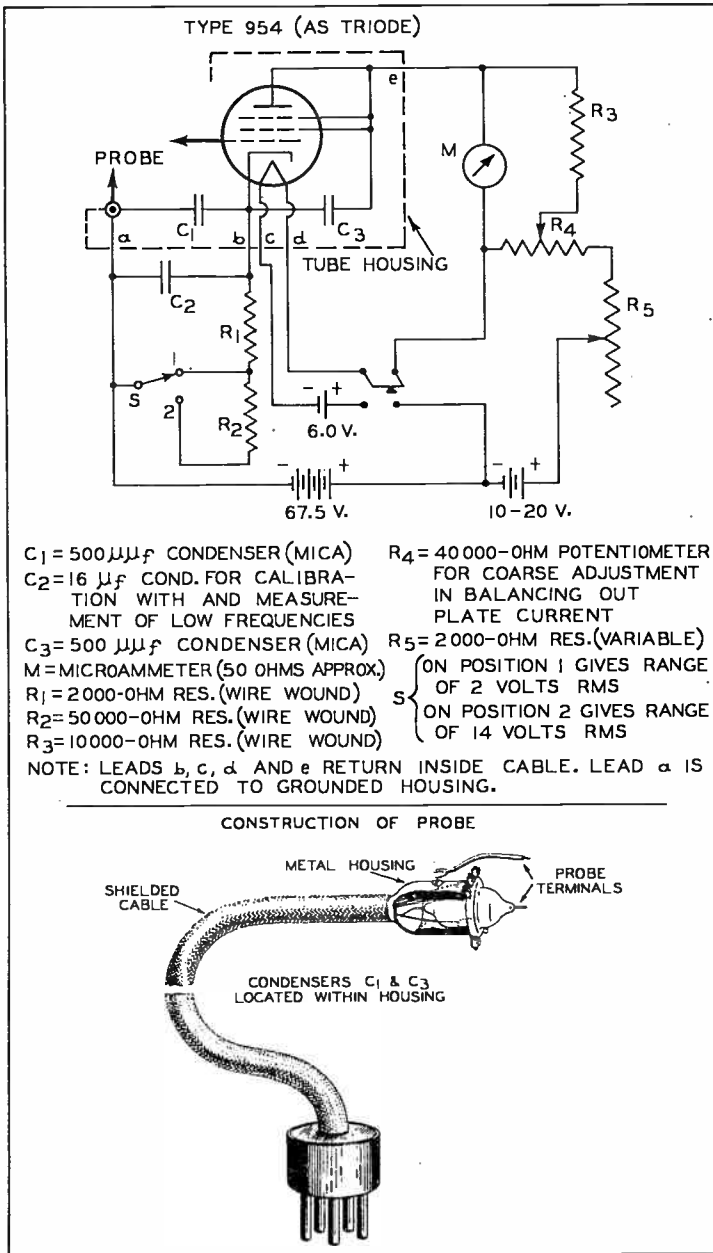 TYPE 954 (AS TRIODE)
e
R3
M
PROBE
C1
C3
R4
a
b
c
d
TUBE HOUSING
C2
R5
R1
1
S
2
R2
- +
6.0 V.
- +
67.5 V.
- +
10-20 V.
C1 = 500 μμf CONDENSER (MICA)
C2 = 16 μf COND. FOR CALIBRA-
TION WITH AND MEASURE-
MENT OF LOW FREQUENCIES
C3 = 500 μμf CONDENSER (MICA)
M = MICROAMMETER (50 OHMS APPROX.)
R1 = 2000-OHM RES. (WIRE WOUND)
R2 = 50000-OHM RES. (WIRE WOUND)
R3 = 10000-OHM RES. (WIRE WOUND)
R4 = 40000-OHM POTENTIOMETER
FOR COARSE ADJUSTMENT
IN BALANCING OUT
PLATE CURRENT
R5 = 2000-OHM RES. (VARIABLE)
S { ON POSITION 1 GIVES RANGE
OF 2 VOLTS RMS
ON POSITION 2 GIVES RANGE
OF 14 VOLTS RMS
NOTE: LEADS b, c, d AND e RETURN INSIDE CABLE. LEAD a IS
CONNECTED TO GROUNDED HOUSING.
CONSTRUCTION OF PROBE
METAL HOUSING
SHIELDED
CABLE
PROBE
TERMINALS
CONDENSERS C1 & C3
LOCATED WITHIN HOUSING